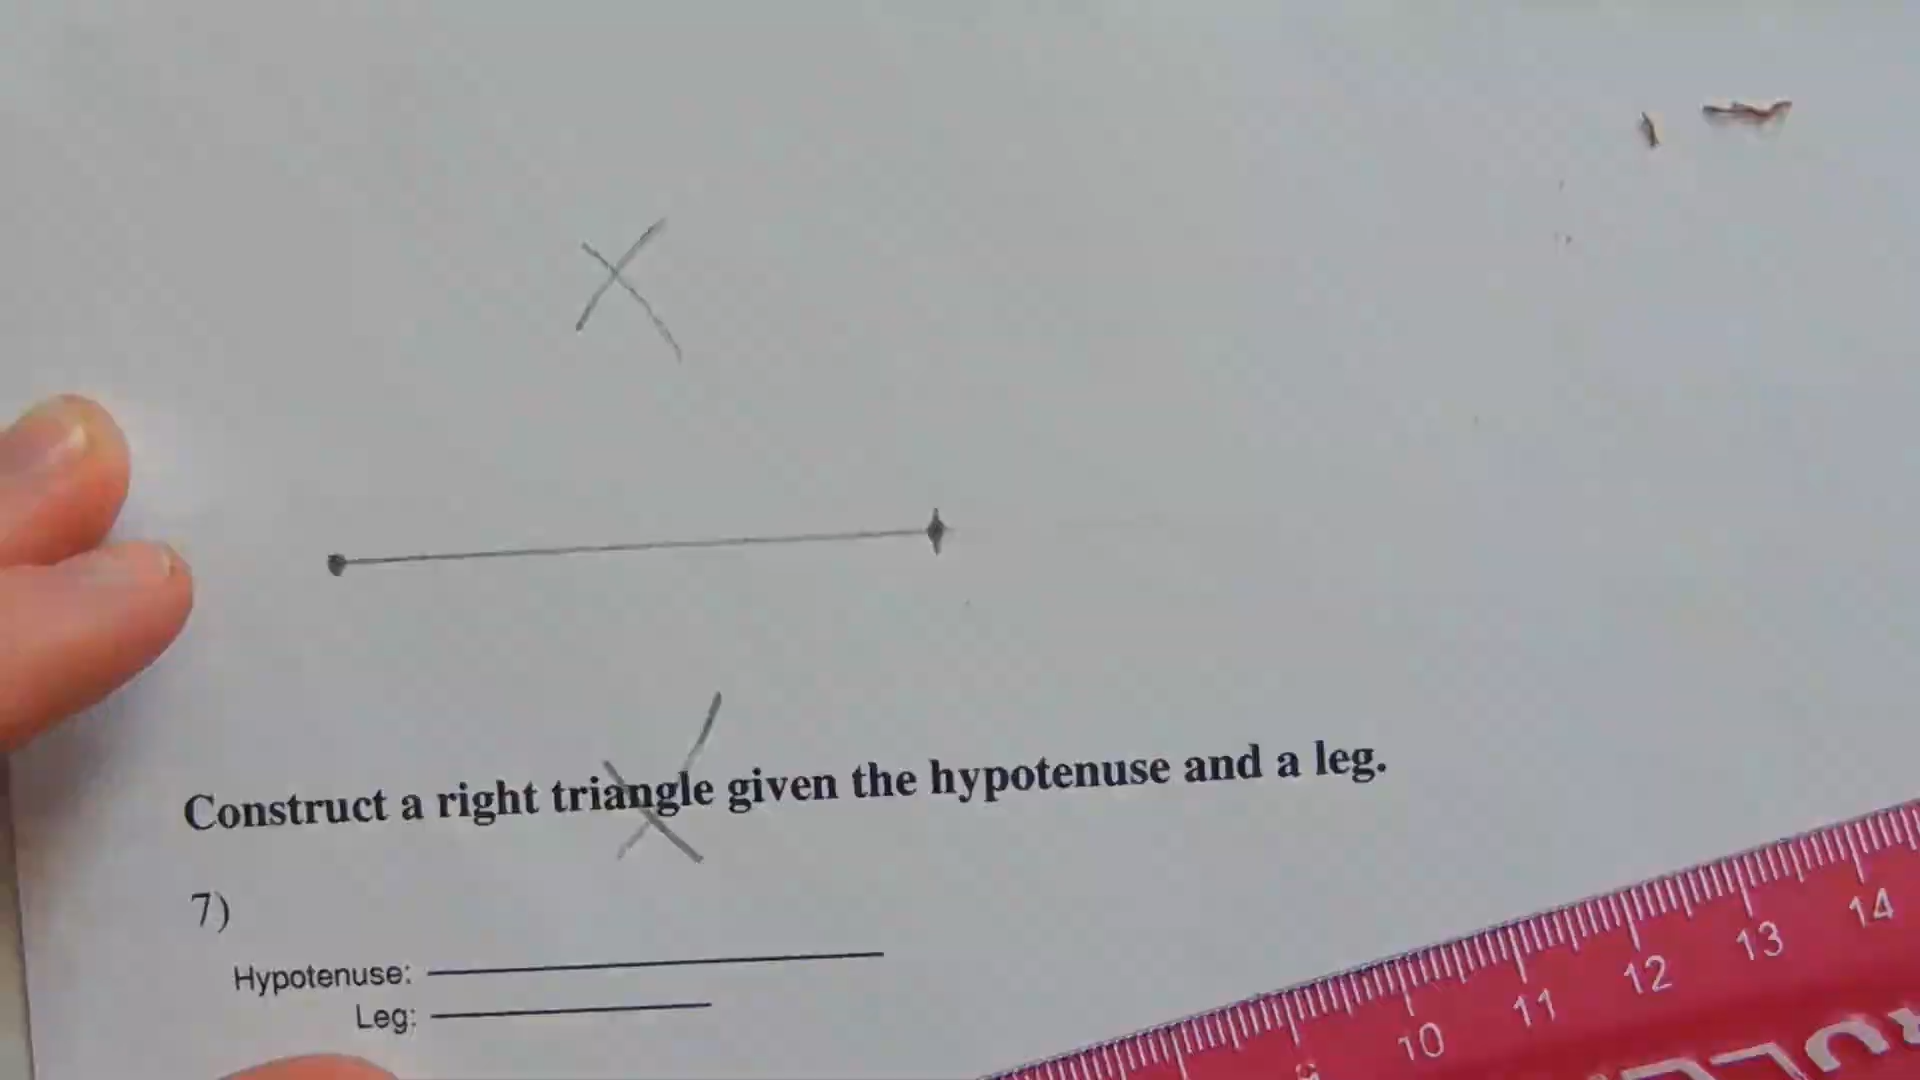 Construct a right triangle given the hypotenuse and a leg.
7)
Hypotenuse:
Leg:
10 11 12 13 14